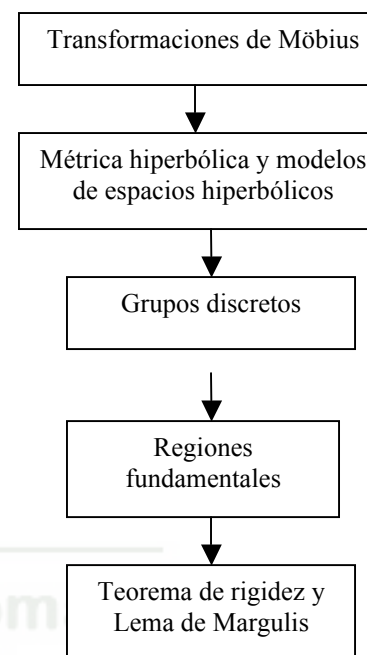 Transformaciones de Möbius
Métrica hiperbólica y modelos
de espacios hiperbólicos
Grupos discretos
Regiones
fundamentales
Teorema de rigidez y
Lema de Margulis